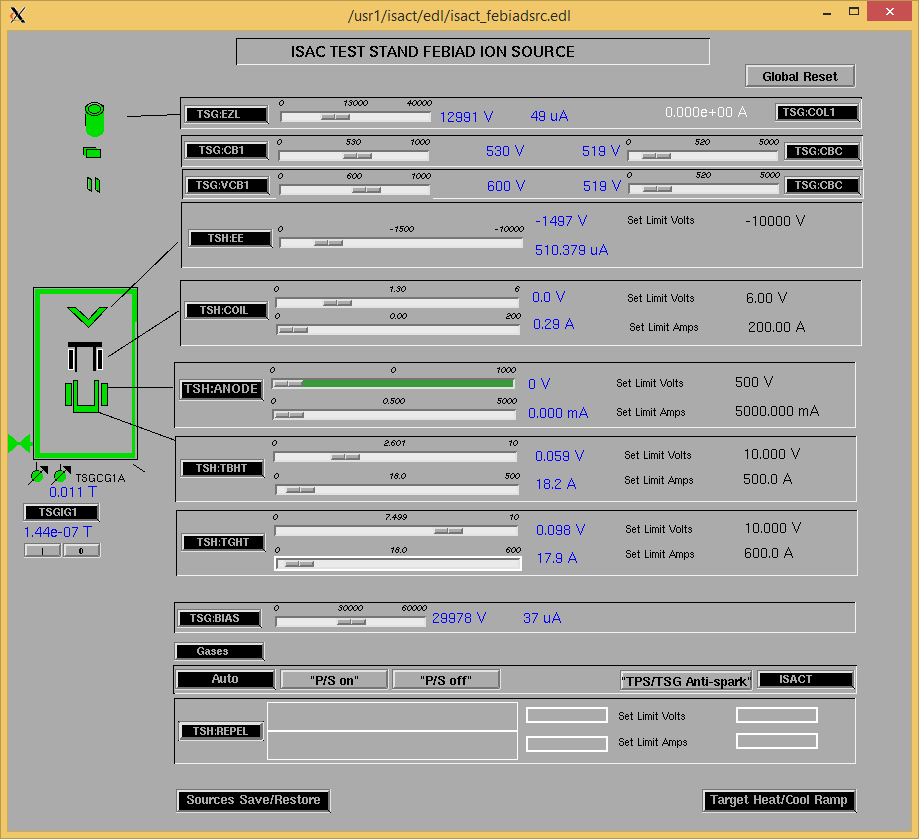 /usr1/isact/edl/isact_febiadsrc.edl
ISAC TEST STAND FEBIAD ION SOURCE
Global Reset
TSG:EZL 0 13000 40000 12991 V 49 uA 0.000e+00 A TSG:COL1
TSG:CB1 0 530 1000 530 V 519 V 0 520 5000 TSG:CBC
TSG:VCB1 0 600 1000 600 V 519 V 0 520 5000 TSG:CBC
TSH:EE 0 -1500 -10000 -1497 V Set Limit Volts -10000 V
510.379 uA
TSH:COIL 0 1.30 6 0.0 V Set Limit Volts 6.00 V
0 0.00 200 0.29 A Set Limit Amps 200.00 A
TSH:ANODE 0 0 1000 0 V Set Limit Volts 500 V
0 0.500 5000 0.000 mA Set Limit Amps 5000.000 mA
TSH:TBHT 0 2.601 10 0.059 V Set Limit Volts 10.000 V
0 18.0 500 18.2 A Set Limit Amps 500.0 A
TSGCG1A
0.011 T
TSGIG1
1.44e-07 T
I 0
TSH:TGHT 0 7.499 10 0.098 V Set Limit Volts 10.000 V
0 18.0 600 17.9 A Set Limit Amps 600.0 A
TSG:BIAS 0 30000 60000 29978 V 37 uA
Gases
Auto "P/S on" "P/S off" "TPS/TSG Anti-spark" ISACT
TSH:REPEL Set Limit Volts
Set Limit Amps
Sources Save/Restore Target Heat/Cool Ramp